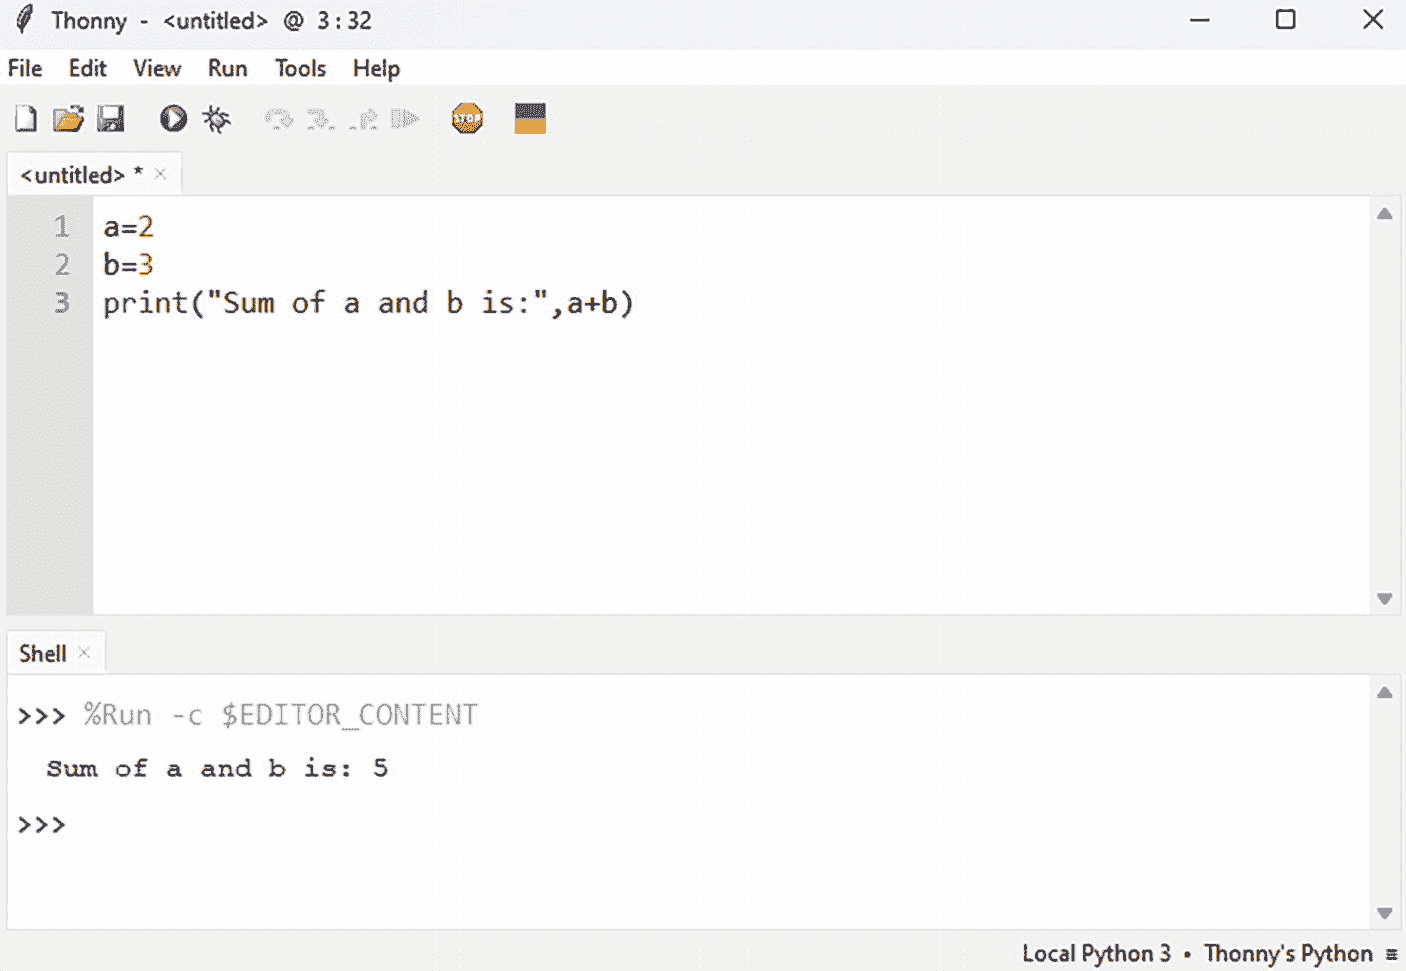 Thonny - <untitled> @ 3:32
File Edit View Run Tools Help
STOP
<untitled> *
1 a=2
2 b=3
3 print("Sum of a and b is:",a+b)
Shell
>>> %Run -c $EDITOR_CONTENT
Sum of a and b is: 5
>>>
Local Python 3 • Thonny's Python ≡